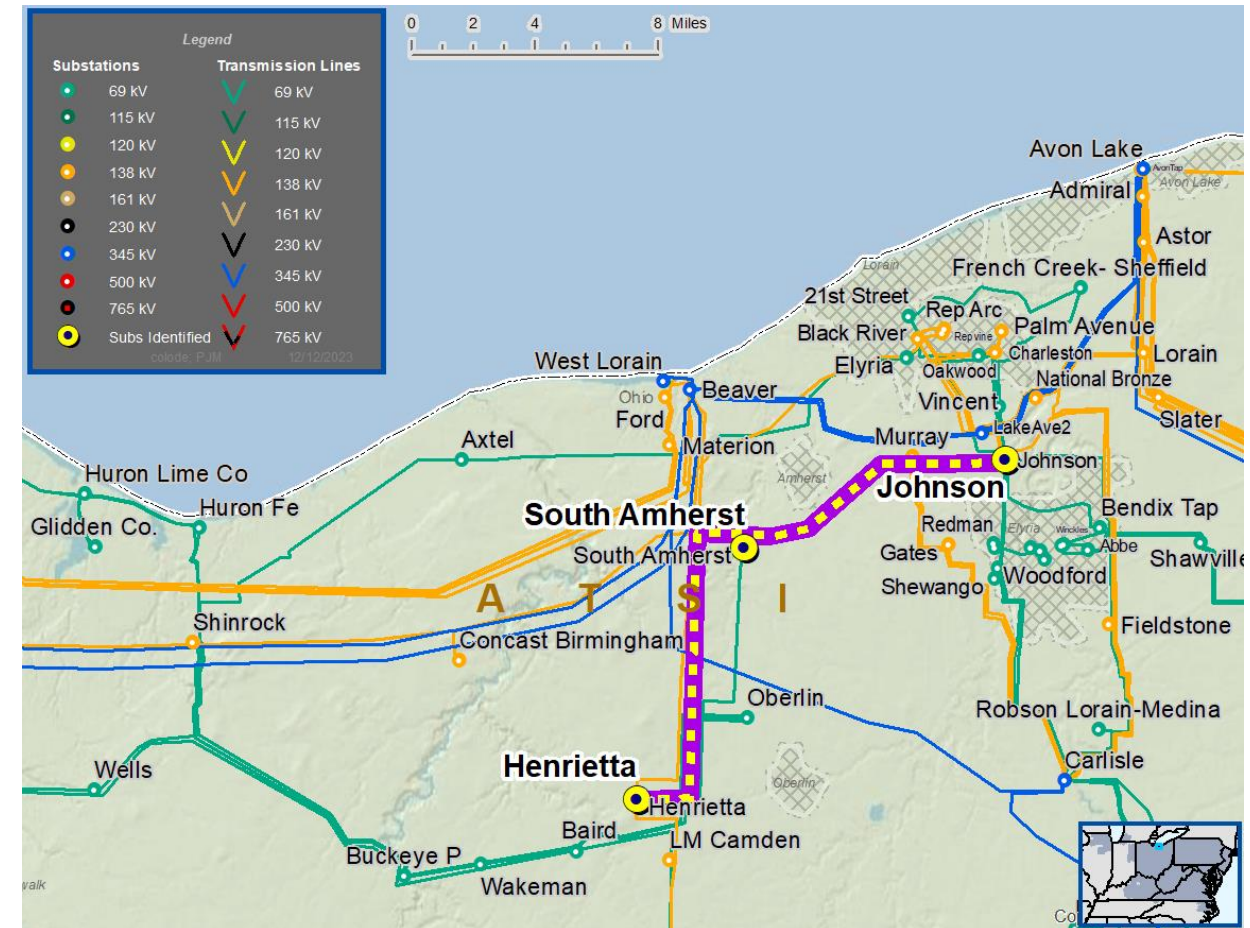 Legend
Substations
Transmission Lines
69 kV
69 kV
115 kV
115 kV
120 kV
120 kV
138 kV
138 kV
161 kV
161 kV
230 kV
230 kV
345 kV
345 kV
500 kV
500 kV
765 kV
765 kV
Subs Identified
colode, PJM
12/12/2023
0 2 4 8 Miles
Avon Lake
AvonTap
Avon Lake
Admiral
Astor
Lorain
French Creek- Sheffield
21st Street
Rep Arc
Black River
Repvine
Palm Avenue
Charleston
Lorain
Elyria
Oakwood
West Lorain
National Bronze
Ohio
Beaver
Ford
Vincent
Slater
LakeAve2
Axtel
Materion
Murray
Johnson
Amherst
Huron Lime Co
Johnson
Huron Fe
South Amherst
Bendix Tap
Glidden Co.
Redman
Elyria
Winckles
Abbe
South Amherst
Gates
Shawville
Woodford
Shewango
A T S I
Shinrock
Fieldstone
Concast Birmingham
Oberlin
Robson Lorain-Medina
Carlisle
Henrietta
Wells
Oberlin
Henrietta
Baird
LM Camden
Buckeye P
Wakeman
walk
Co